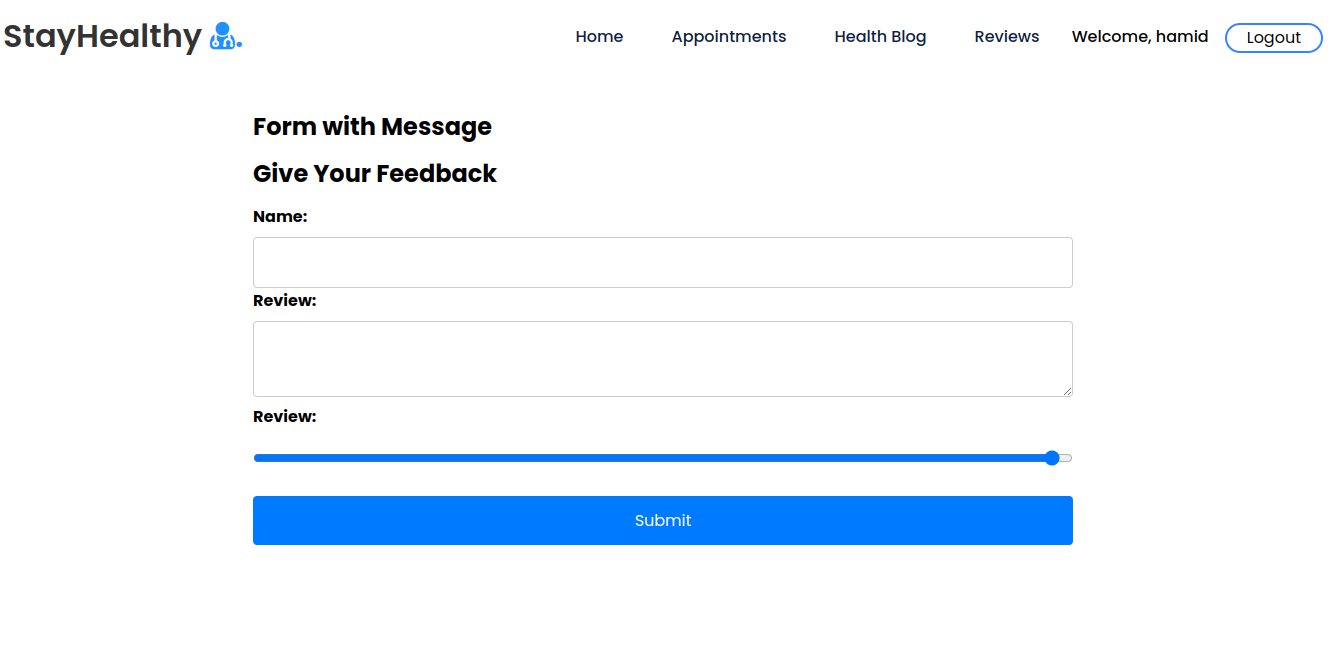 StayHealthy .
Home Appointments Health Blog Reviews Welcome, hamid Logout
Form with Message
Give Your Feedback
Name:
Review:
Review:
Submit